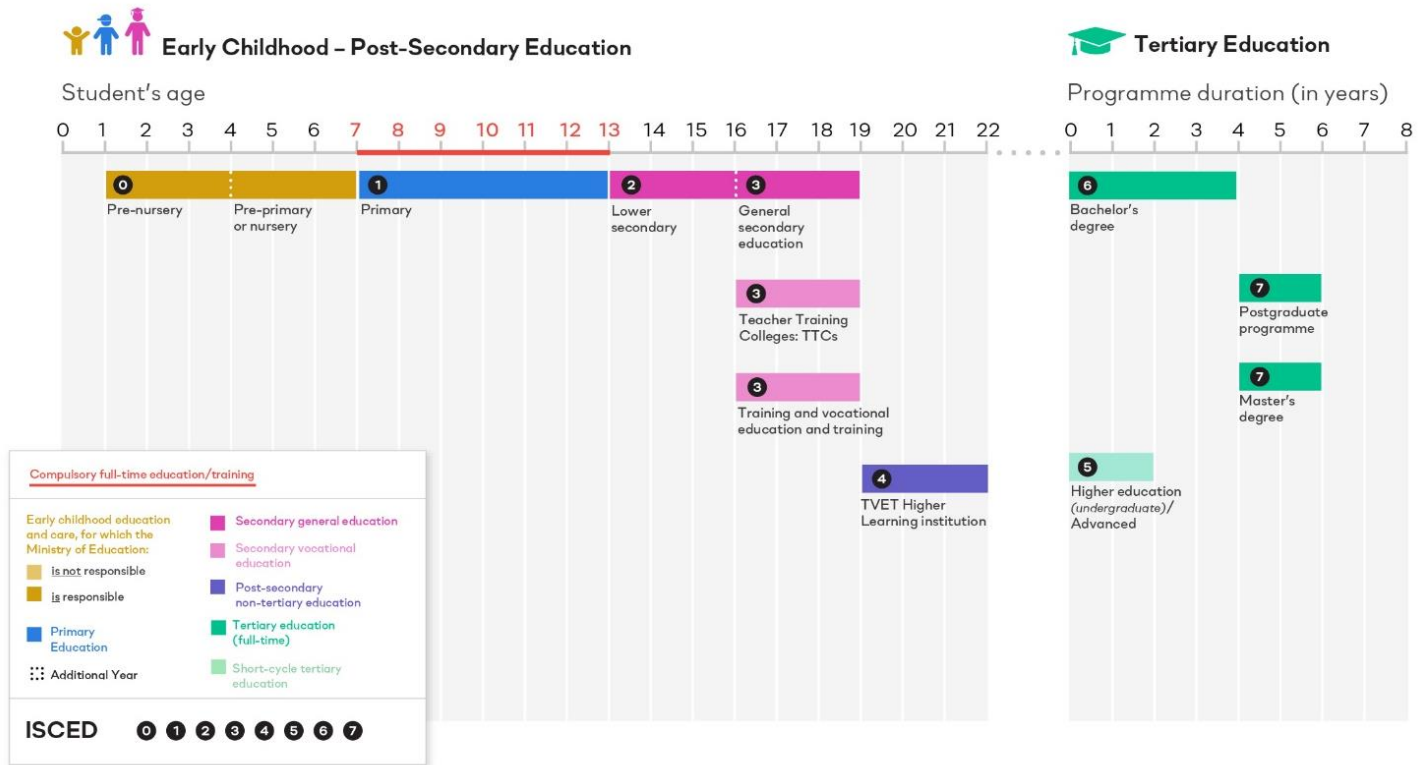 Early Childhood – Post-Secondary Education
Student's age
0 1 2 3 4 5 6 7 8 9 10 11 12 13 14 15 16 17 18 19 20 21 22
0
Pre-nursery
Pre-primary
or nursery
1
Primary
2
Lower
secondary
3
General
secondary
education
3
Teacher Training
Colleges: TTCs
3
Training and vocational
education and training
4
TVET Higher
Learning institution
Tertiary Education
Programme duration (in years)
0 1 2 3 4 5 6 7 8
6
Bachelor's
degree
7
Postgraduate
programme
7
Master's
degree
5
Higher education
(undergraduate)/
Advanced
Compulsory full-time education/training
Early childhood education
and care, for which the
Ministry of Education:
is not responsible
is responsible
Primary
Education
Additional Year
Secondary general education
Secondary vocational
education
Post-secondary
non-tertiary education
Tertiary education
(full-time)
Short-cycle tertiary
education
ISCED 0 1 2 3 4 5 6 7